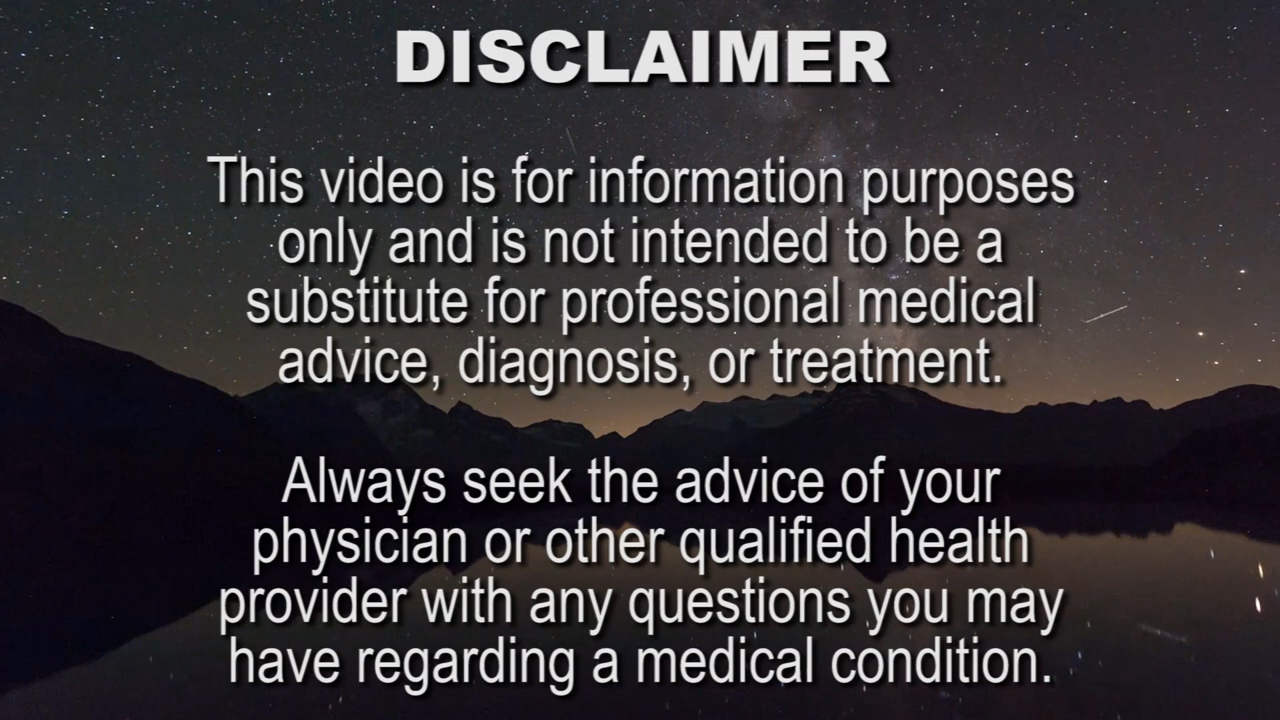 DISCLAIMER
This video is for information purposes
only and is not intended to be a
substitute for professional medical
advice, diagnosis, or treatment.
Always seek the advice of your
physician or other qualified health
provider with any questions you may
have regarding a medical condition.